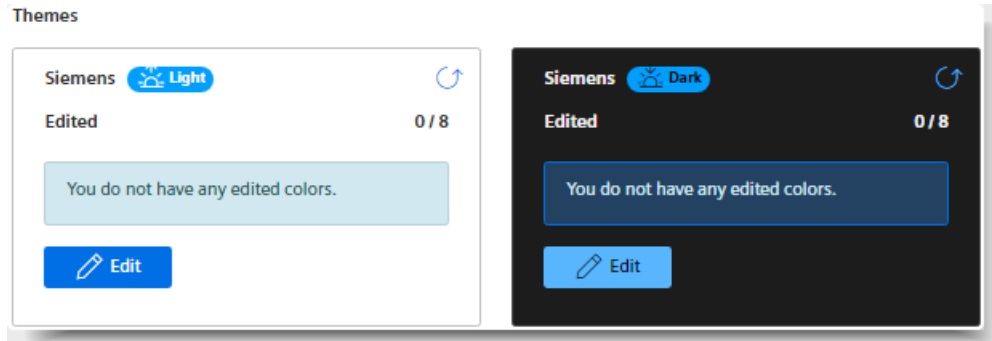 Themes
Siemens Light
Edited 0 / 8
You do not have any edited colors.
Edit
Siemens Dark
Edited 0 / 8
You do not have any edited colors.
Edit